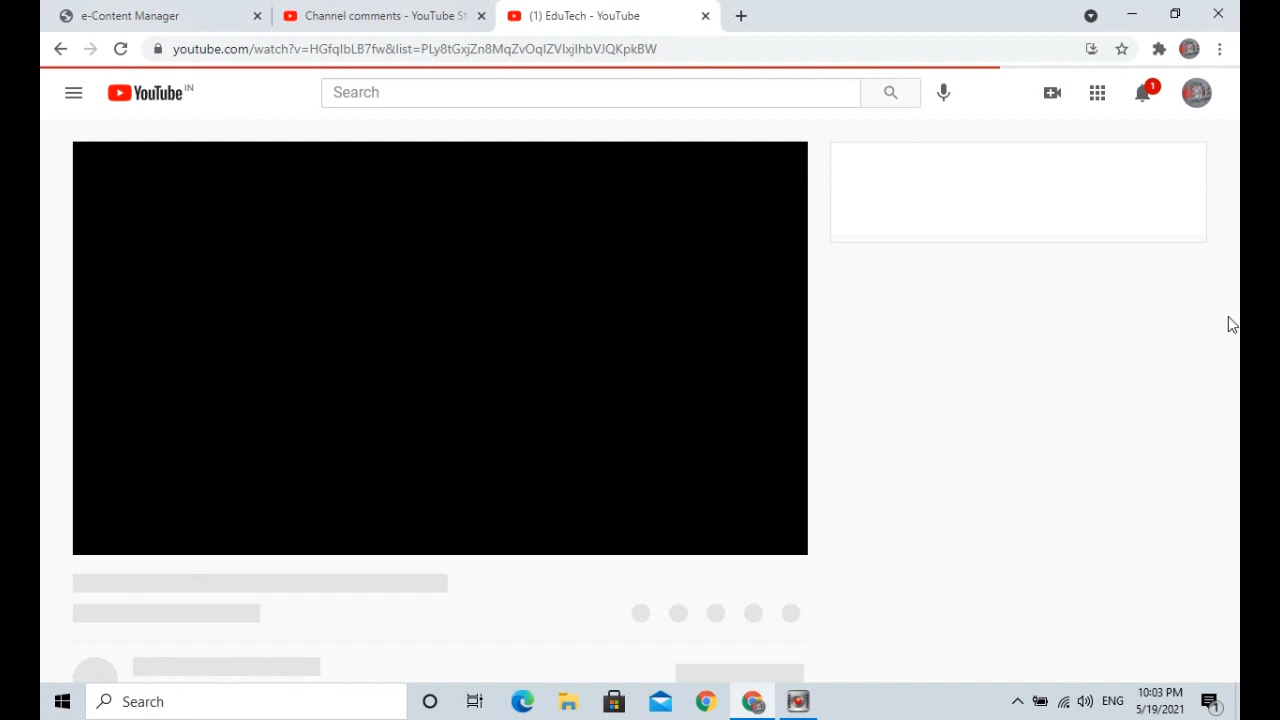 e-Content Manager
Channel comments - YouTube St
(1) EduTech - YouTube
youtube.com/watch?v=HGfqIbLB7fw&list=PLy8tGxjZn8MqZvOqIZVIxjIhbVJQKpkBW
YouTube IN
Search
1
Search
ENG
10:03 PM
5/19/2021
1